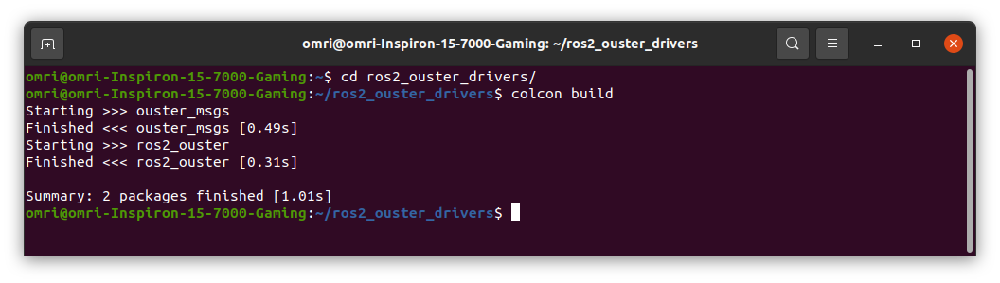 omri@omri-Inspiron-15-7000-Gaming: ~/ros2_ouster_drivers
omri@omri-Inspiron-15-7000-Gaming:~$ cd ros2_ouster_drivers/
omri@omri-Inspiron-15-7000-Gaming:~/ros2_ouster_drivers$ colcon build
Starting >>> ouster_msgs
Finished <<< ouster_msgs [0.49s]
Starting >>> ros2_ouster
Finished <<< ros2_ouster [0.31s]
Summary: 2 packages finished [1.01s]
omri@omri-Inspiron-15-7000-Gaming:~/ros2_ouster_drivers$